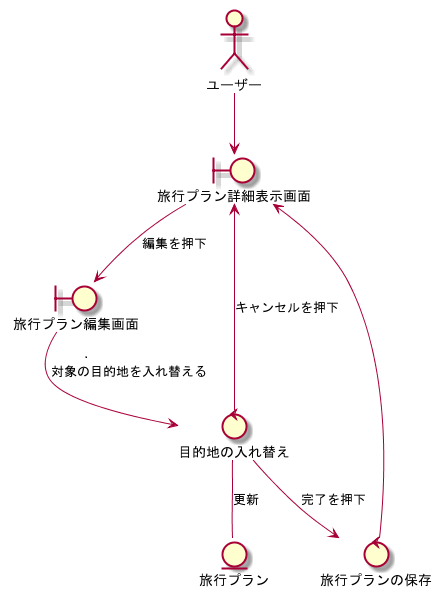 ユーザー
旅行プラン詳細表示画面
編集を押下
キャンセルを押下
旅行プラン編集画面
.
対象の目的地を入れ替える
目的地の入れ替え
更新
完了を押下
旅行プラン
旅行プランの保存